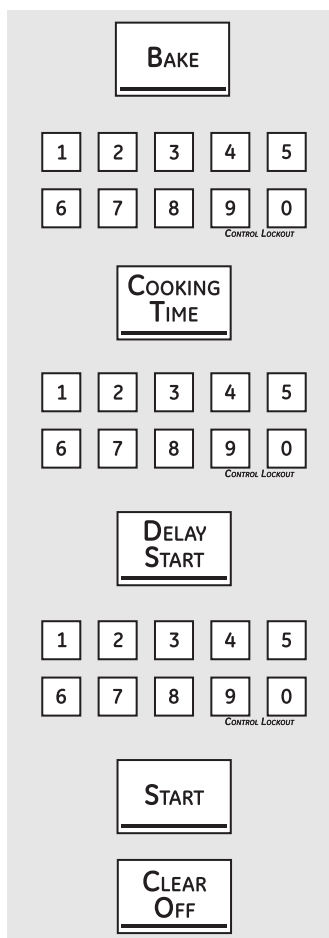 BAKE
1 2 3 4 5
6 7 8 9 0
CONTROL LOCKOUT
COOKING
TIME
1 2 3 4 5
6 7 8 9 0
CONTROL LOCKOUT
DELAY
START
1 2 3 4 5
6 7 8 9 0
CONTROL LOCKOUT
START
CLEAR
OFF